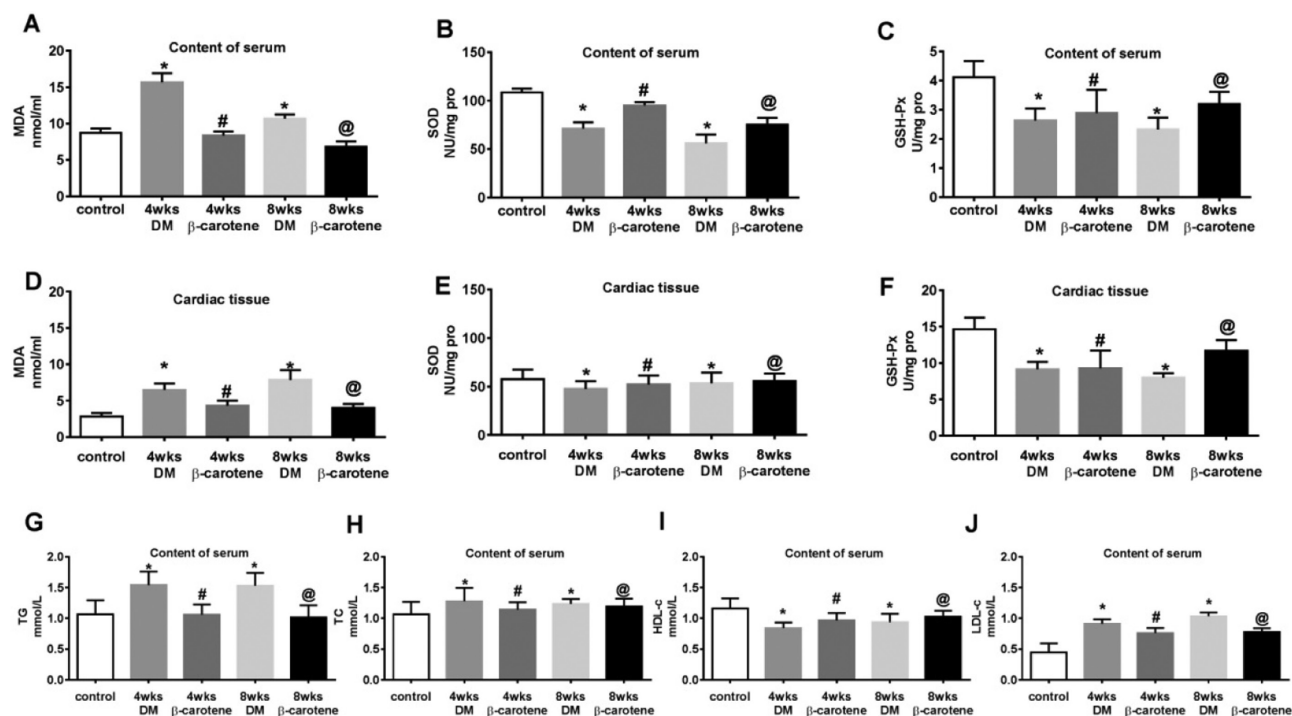 A
Content of serum
MDA
nmol/ml
20
15
10
5
0
*
#
*
@
control 4wks 4wks 8wks 8wks
DM β-carotene DM β-carotene
B
Content of serum
SOD
NU/mg pro
150
100
50
0
*
#
*
@
control 4wks 4wks 8wks 8wks
DM β-carotene DM β-carotene
C
Content of serum
GSH-Px
U/mg pro
5
4
3
2
1
0
*
#
*
@
control 4wks 4wks 8wks 8wks
DM β-carotene DM β-carotene
D
Cardiac tissue
MDA
nmol/ml
20
15
10
5
0
*
#
*
@
control 4wks 4wks 8wks 8wks
DM β-carotene DM β-carotene
E
Cardiac tissue
SOD
NU/mg pro
150
100
50
0
*
#
*
@
control 4wks 4wks 8wks 8wks
DM β-carotene DM β-carotene
F
Cardiac tissue
GSH-Px
U/mg pro
20
15
10
5
0
*
#
*
@
control 4wks 4wks 8wks 8wks
DM β-carotene DM β-carotene
G
Content of serum
TG
mmol/L
2.0
1.5
1.0
0.5
0.0
*
#
*
@
control 4wks 4wks 8wks 8wks
DM β-carotene DM β-carotene
H
Content of serum
TC
mmol/L
2.0
1.5
1.0
0.5
0.0
*
#
*
@
control 4wks 4wks 8wks 8wks
DM β-carotene DM β-carotene
I
Content of serum
HDL-c
mmol/L
2.0
1.5
1.0
0.5
0.0
*
#
*
@
control 4wks 4wks 8wks 8wks
DM β-carotene DM β-carotene
J
Content of serum
LDL-c
mmol/L
2.0
1.5
1.0
0.5
0.0
*
#
*
@
control 4wks 4wks 8wks 8wks
DM β-carotene DM β-carotene